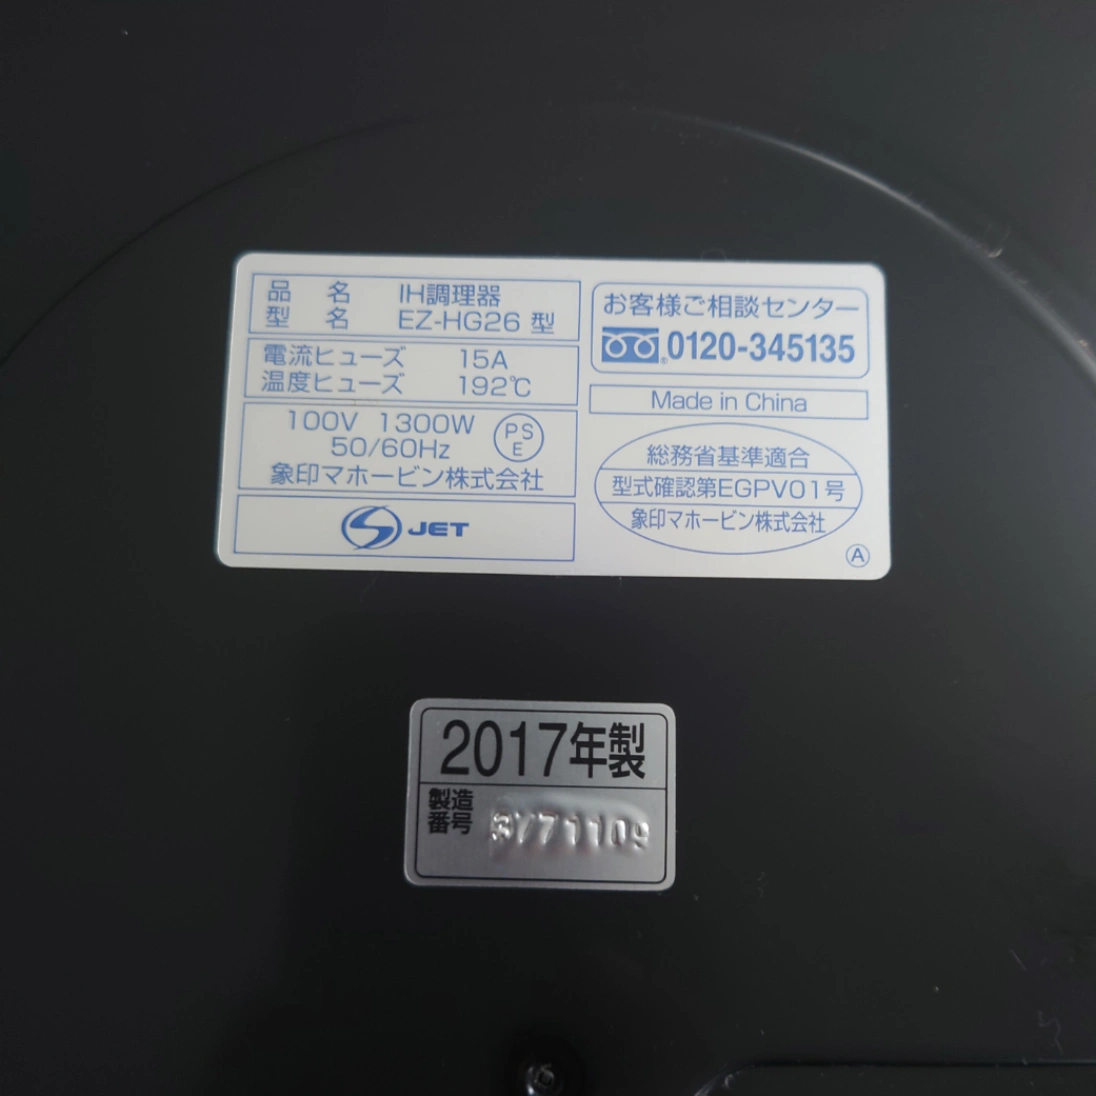 品 名 IH調理器
型 名 EZ-HG26 型
電流ヒューズ 15A
温度ヒューズ 192℃
100V 1300W
50/60Hz
PS
E
象印マホービン株式会社
JET
お客様ご相談センター
0120-345135
Made in China
総務省基準適合
型式確認第EGPV01号
象印マホービン株式会社
A
2017年製
製造
番号